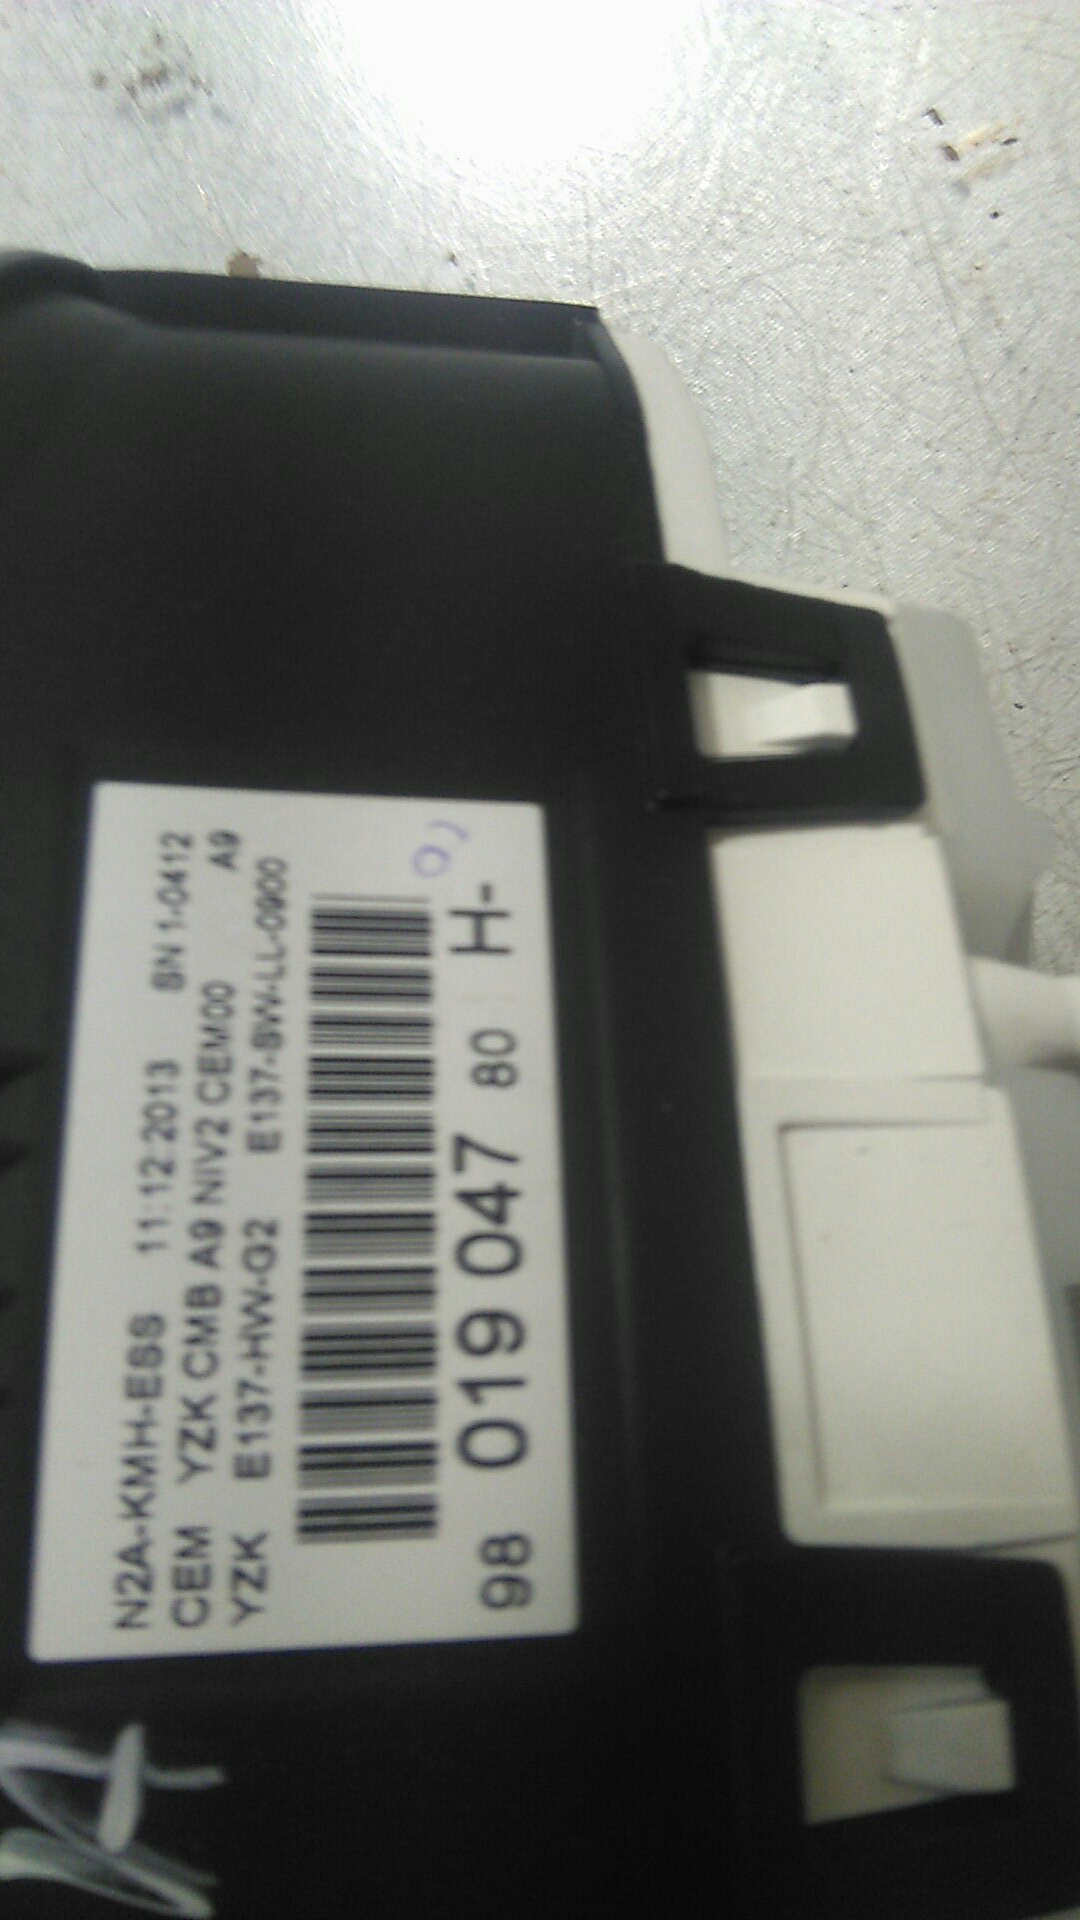 N2A-KMH-ESS 11:12:2013 SN 1-0412
CEM YZK CMB A9 NIV2 CEM00 A9
YZK E137-HW-G2 E137-SW-LL-0900
98 019 047 80 H-